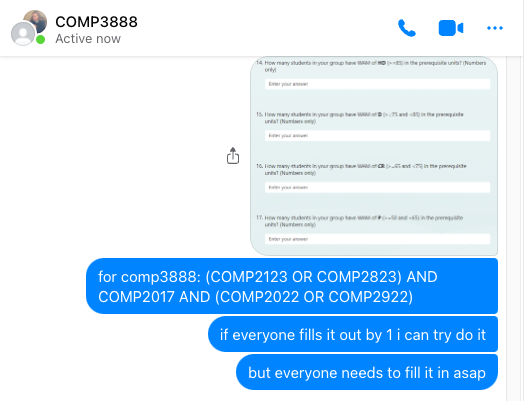 COMP3888
Active now
14. How many students in your group have WAM of HD (>=85) in the prerequisite units? (Numbers
only)
Enter your answer
15. How many students in your group have WAM of D (>=75 and <85) in the prerequisite
units? (Numbers only)
Enter your answer
16. How many students in your group have WAM of CR (>=65 and <75) in the prerequisite
units? (Numbers only)
Enter your answer
17. How many students in your group have WAM of P (>=50 and <65) in the prerequisite
units? (Numbers only)
Enter your answer
for comp3888: (COMP2123 OR COMP2823) AND
COMP2017 AND (COMP2022 OR COMP2922)
if everyone fills it out by 1 i can try do it
but everyone needs to fill it in asap